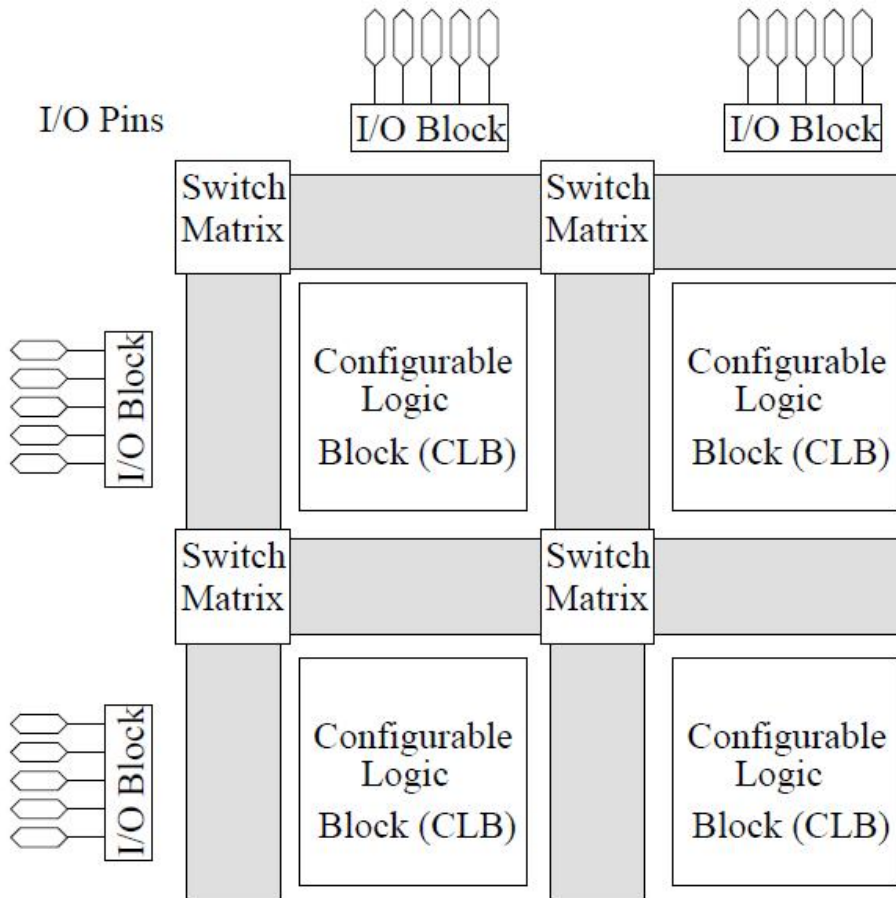 I/O Pins
I/O Block
I/O Block
Switch
Matrix
Switch
Matrix
I/O Block
Configurable
Logic
Block (CLB)
Configurable
Logic
Block (CLB)
Switch
Matrix
Switch
Matrix
I/O Block
Configurable
Logic
Block (CLB)
Configurable
Logic
Block (CLB)